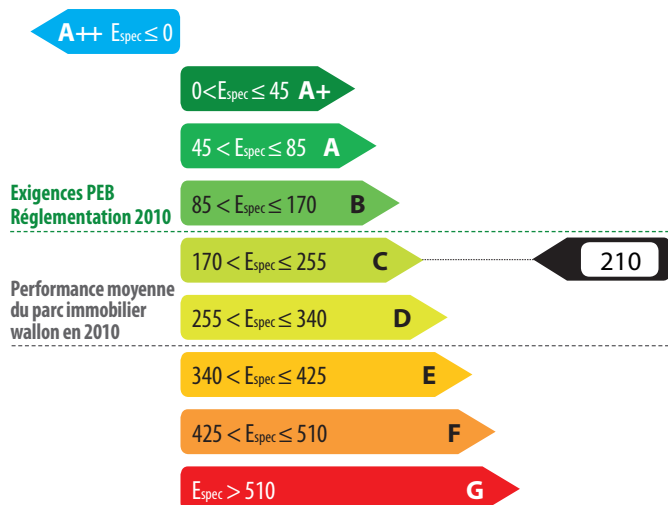 A++ Espec ≤ 0
0<Espec ≤ 45 A+
45 < Espec ≤ 85 A
Exigences PEB
Réglementation 2010
85 < Espec ≤ 170 B
170 < Espec ≤ 255 C
210
Performance moyenne
du parc immobilier
wallon en 2010
255 < Espec ≤ 340 D
340 < Espec ≤ 425 E
425 < Espec ≤ 510 F
Espec > 510 G